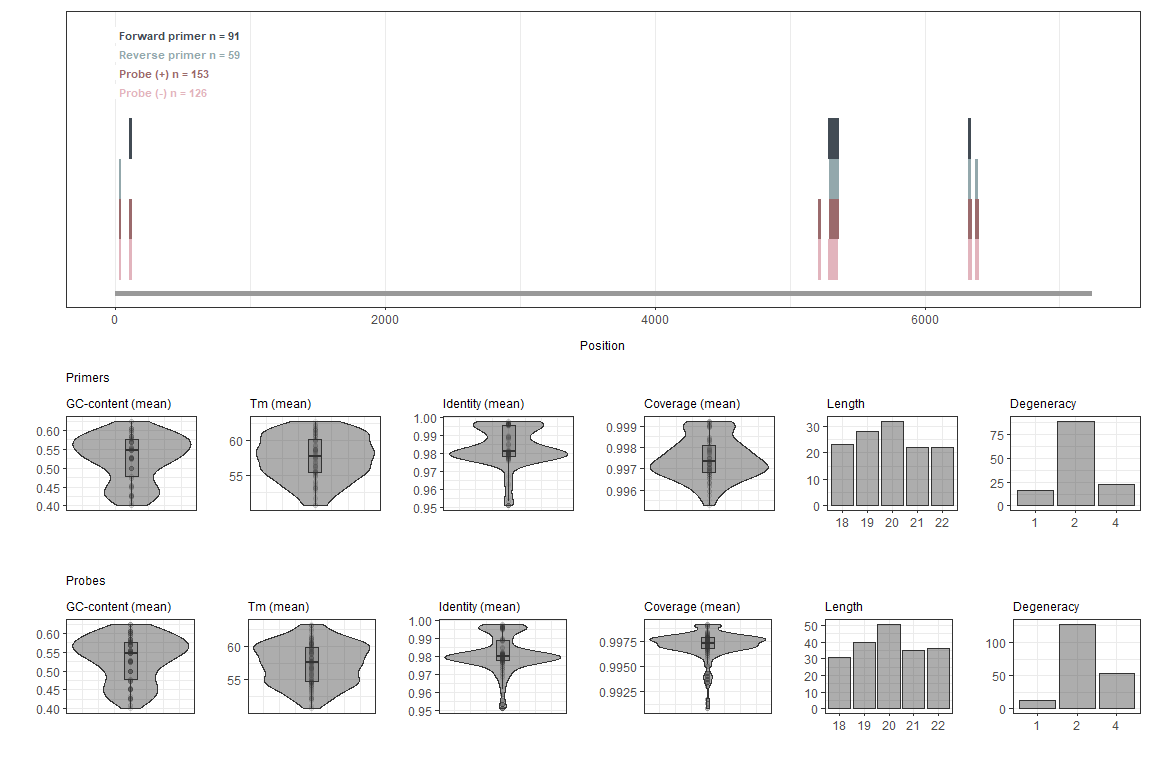 Forward primer n = 91
Reverse primer n = 59
Probe (+) n = 153
Probe (-) n = 126
0 2000 4000 6000
Position
Primers
GC-content (mean) Tm (mean) Identity (mean) Coverage (mean) Length Degeneracy
0.60 0.55 0.50 0.45 0.40
60 55
1.00 0.99 0.98 0.97 0.96 0.95
0.999 0.998 0.997 0.996
30 20 10 0
18 19 20 21 22
75 50 25 0
1 2 4
Probes
GC-content (mean) Tm (mean) Identity (mean) Coverage (mean) Length Degeneracy
0.60 0.55 0.50 0.45 0.40
60 55
1.00 0.99 0.98 0.97 0.96 0.95
0.9975 0.9950 0.9925
50 40 30 20 10 0
18 19 20 21 22
100 50 0
1 2 4